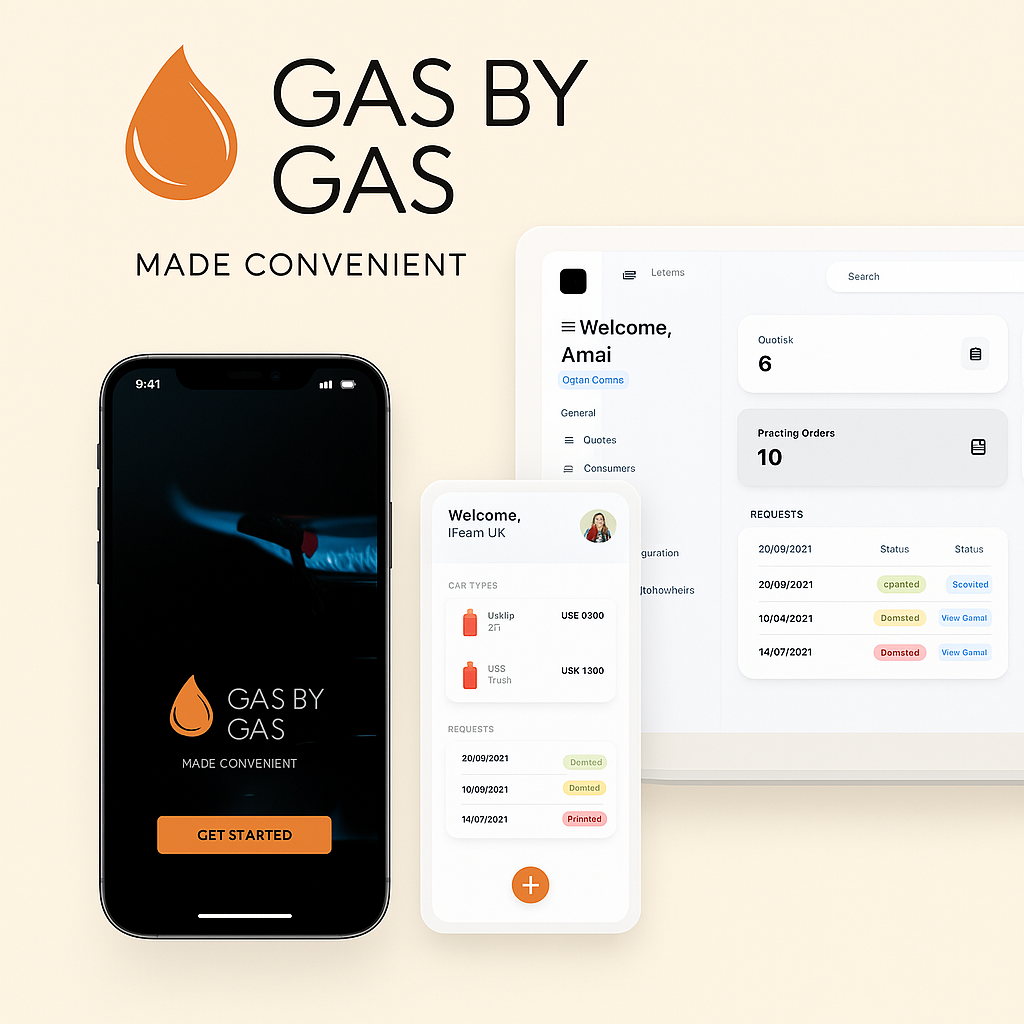 GAS BY
GAS
MADE CONVENIENT
9:41
GAS BY
GAS
MADE CONVENIENT
GET STARTED
Welcome,
IFeam UK
CAR TYPES
Usklip USE 0300
USS USK 1300
Trush
REQUESTS
20/09/2021 Demted
10/09/2021 Domted
14/07/2021 Prinnted
Letems
Search
Welcome,
Amai
Ogtan Comns
General
Quotes
Consumers
guration
Jtohowheirs
Quotisk
6
Practing Orders
10
REQUESTS
20/09/2021 Status Status
20/09/2021 cpanted Scovited
10/04/2021 Domsted View Gamal
14/07/2021 Domsted View Gamal